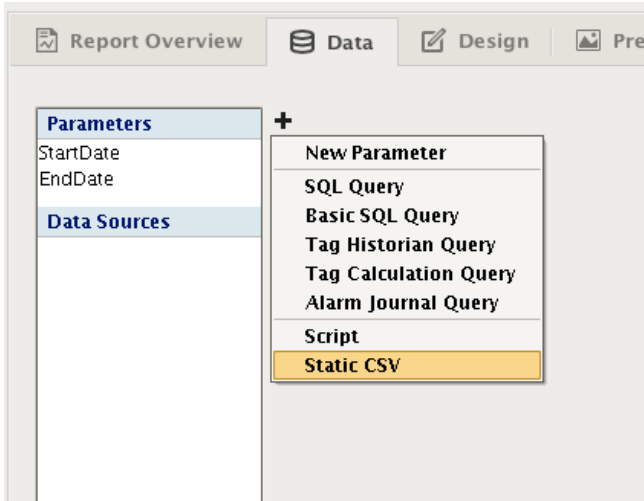 Report Overview
Data
Design
Pre
Parameters
StartDate
EndDate
Data Sources
New Parameter
SQL Query
Basic SQL Query
Tag Historian Query
Tag Calculation Query
Alarm Journal Query
Script
Static CSV